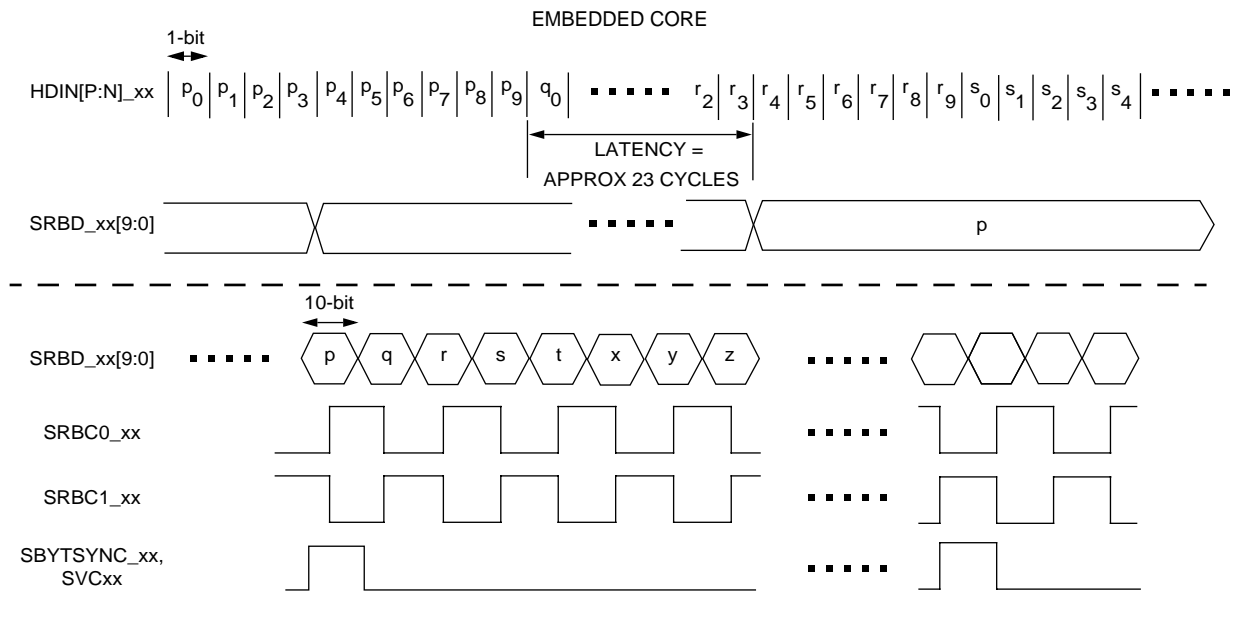 EMBEDDED CORE
1-bit
HDIN[P:N]_xx p0 p1 p2 p3 p4 p5 p6 p7 p8 p9 q0 r2 r3 r4 r5 r6 r7 r8 r9 s0 s1 s2 s3 s4
LATENCY =
APPROX 23 CYCLES
SRBD_xx[9:0] p
10-bit
SRBD_xx[9:0] p q r s t x y z
SRBC0_xx
SRBC1_xx
SBYTSYNC_xx,
SVCxx